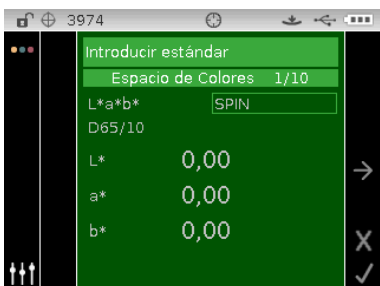 3974
Introducir estándar
Espacio de Colores 1/10
L*a*b* SPIN
D65/10
L* 0,00
a* 0,00
b* 0,00